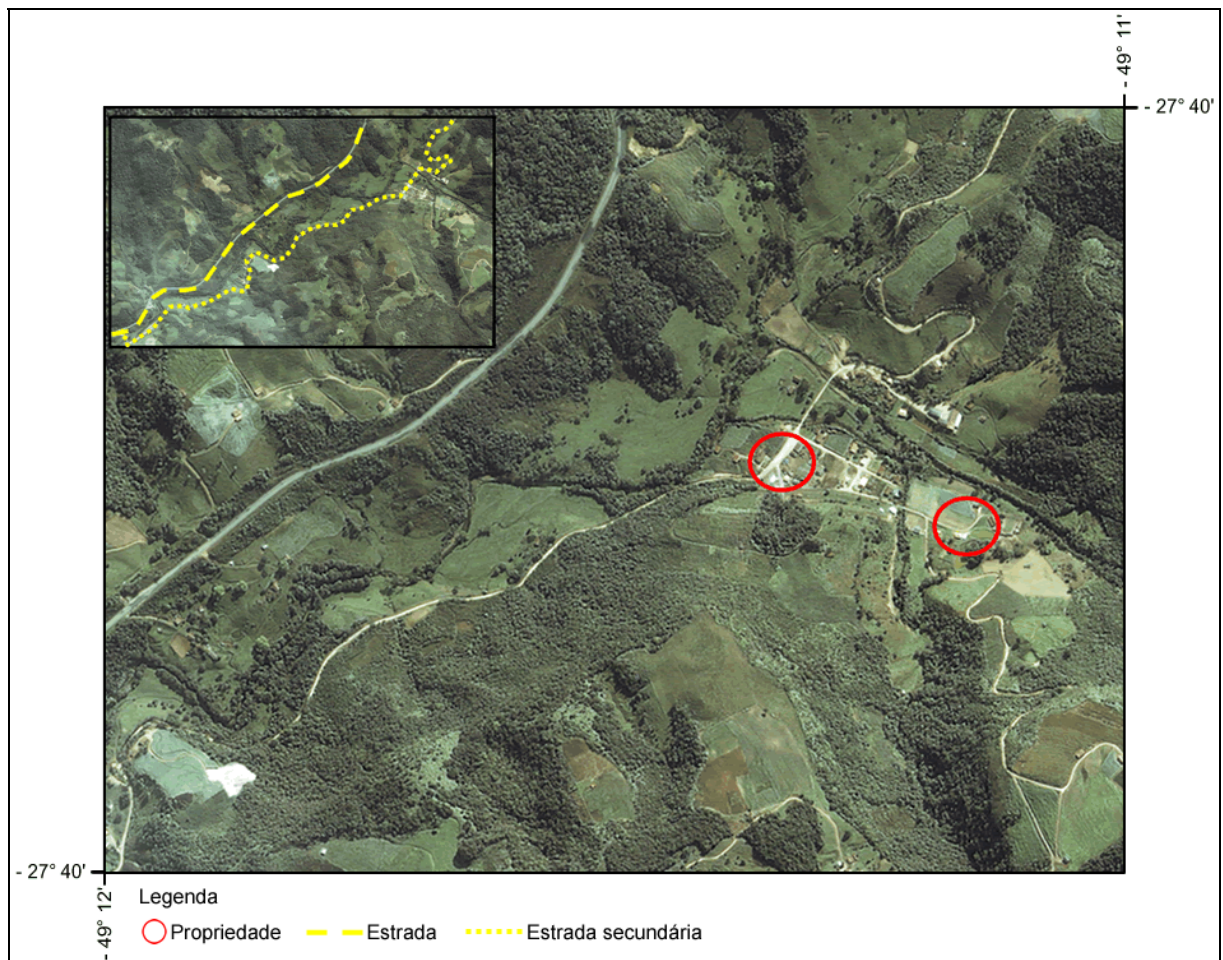 - 49° 11'
- 27° 40'
- 27° 40'
- 49° 12'
Legenda
Propriedade Estrada Estrada secundária